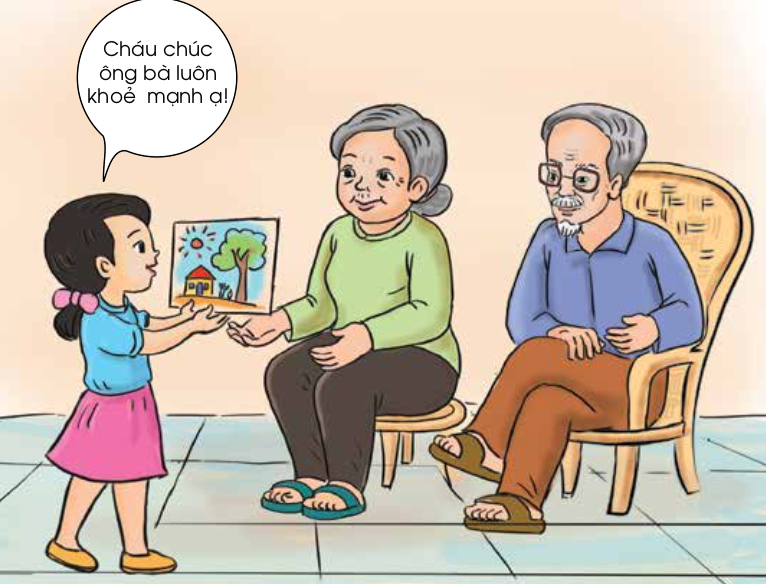 Cháu chúc
ông bà luôn
khoẻ mạnh ạ!